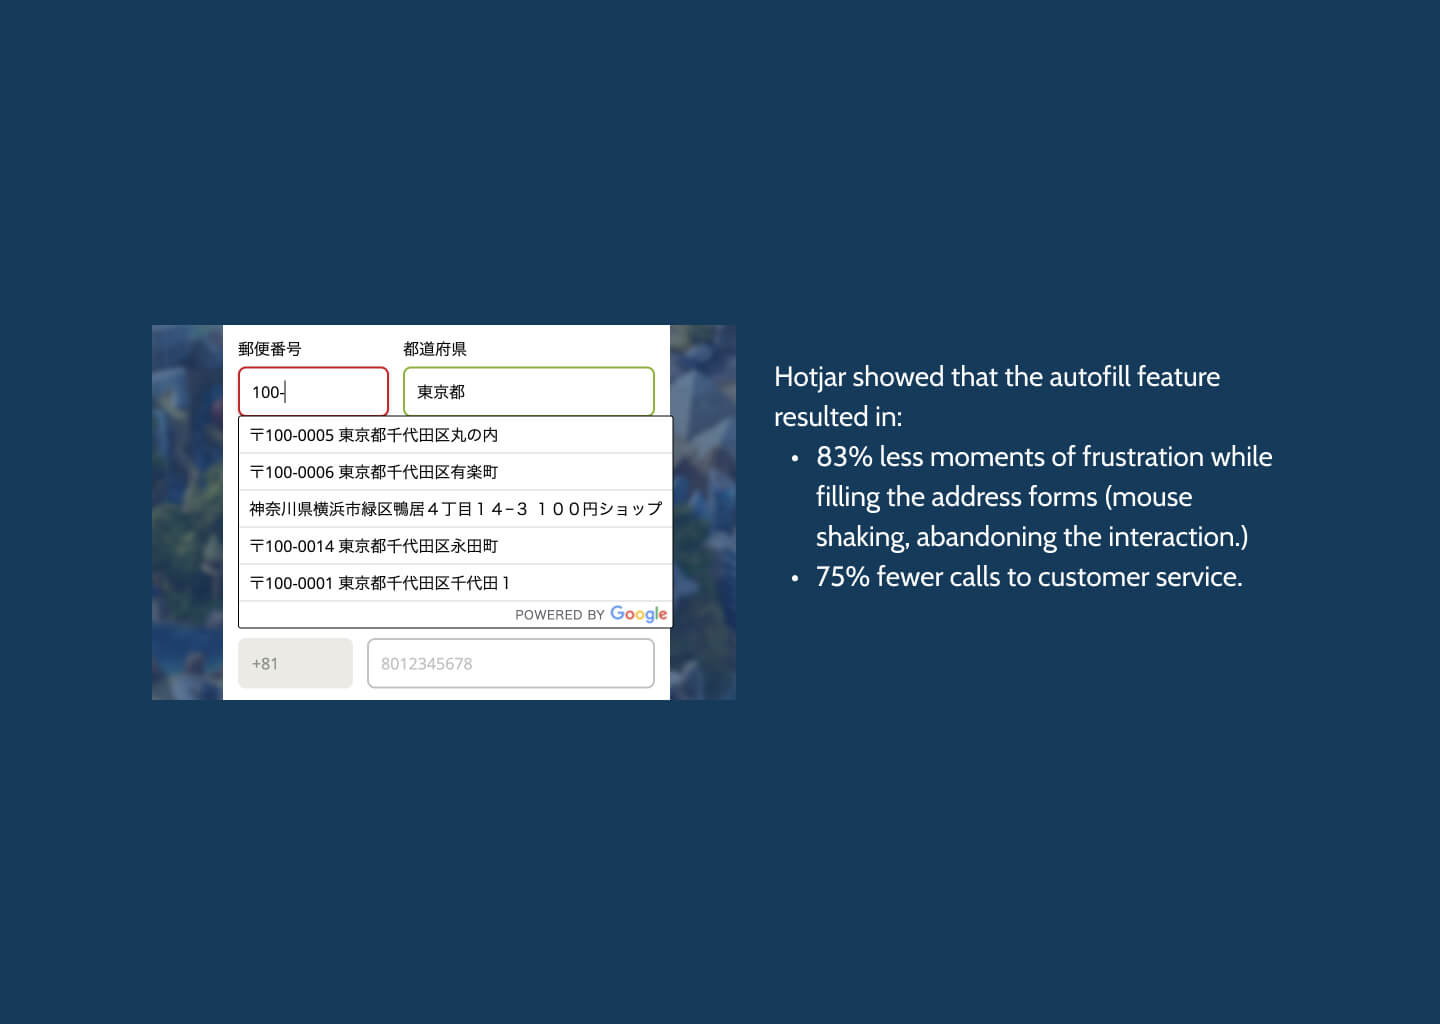 郵便番号
都道府県
100-
東京都
〒100-0005 東京都千代田区丸の内
〒100-0006 東京都千代田区有楽町
神奈川県横浜市緑区鴨居４丁目１４−３ １００円ショップ
〒100-0014 東京都千代田区永田町
〒100-0001 東京都千代田区千代田１
POWERED BY Google
+81
8012345678
Hotjar showed that the autofill feature
resulted in:
• 83% less moments of frustration while
filling the address forms (mouse
shaking, abandoning the interaction.)
• 75% fewer calls to customer service.